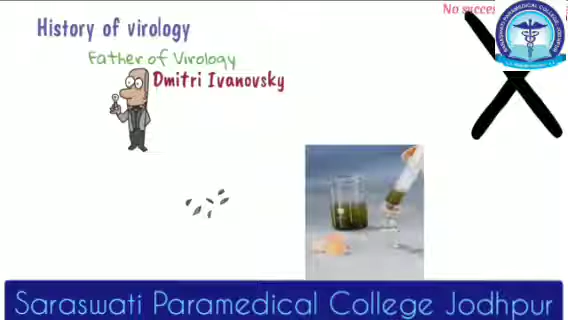 History of virology
No succe
Father of Virology
Dmitri Ivanovsky
Saraswati Paramedical College Jodhpur